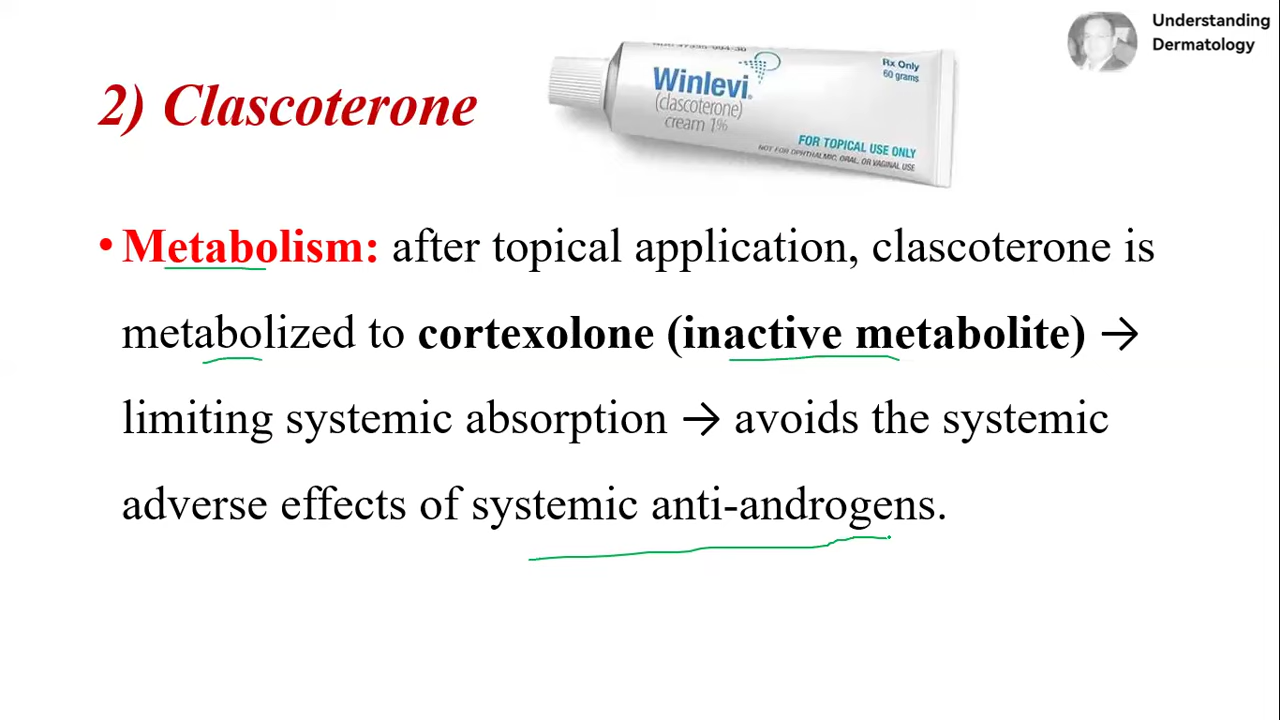 Understanding
Dermatology
2) Clascoterone
Winlevi®
(clascoterone)
cream 1%
Rx Only
60 grams
FOR TOPICAL USE ONLY
NOT FOR OPHTHALMIC, ORAL, OR VAGINAL USE
• Metabolism: after topical application, clascoterone is
metabolized to cortexolone (inactive metabolite) →
limiting systemic absorption → avoids the systemic
adverse effects of systemic anti-androgens.